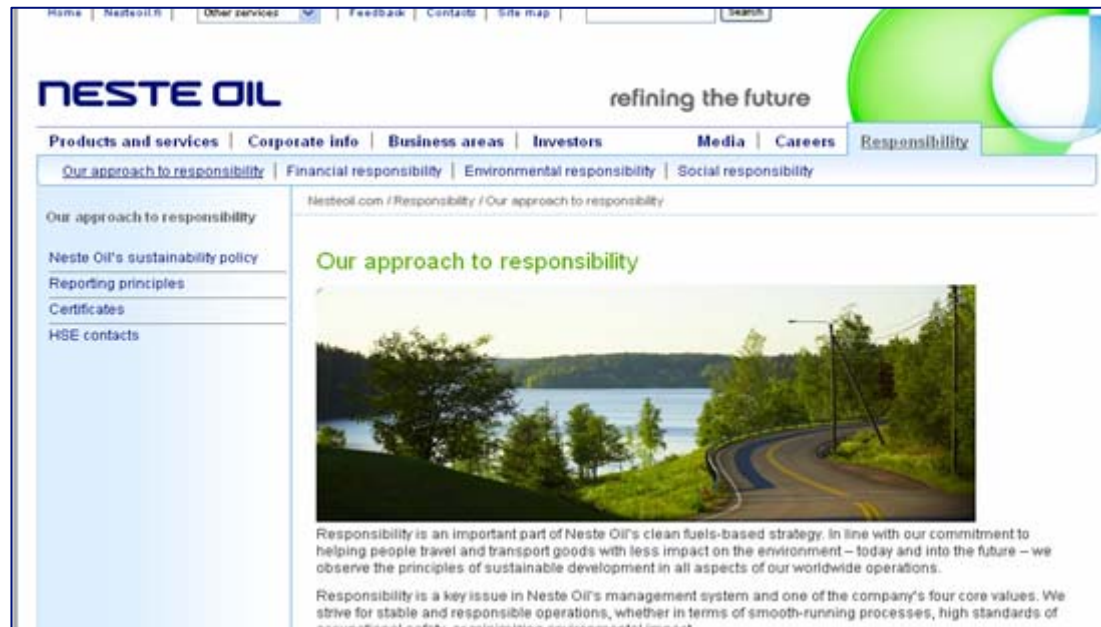 Home | Nesteoil.fi | Other services | Feedback | Contacts | Site map | Search
NESTE OIL
refining the future
Products and services | Corporate info | Business areas | Investors Media | Careers Responsibility
Our approach to responsibility | Financial responsibility | Environmental responsibility | Social responsibility
Nesteoil.com / Responsibility / Our approach to responsibility
Our approach to responsibility
Neste Oil's sustainability policy
Reporting principles
Certificates
HSE contacts
Our approach to responsibility
Responsibility is an important part of Neste Oil's clean fuels-based strategy. In line with our commitment to
helping people travel and transport goods with less impact on the environment – today and into the future – we
observe the principles of sustainable development in all aspects of our worldwide operations.
Responsibility is a key issue in Neste Oil's management system and one of the company's four core values. We
strive for stable and responsible operations, whether in terms of smooth-running processes, high standards of